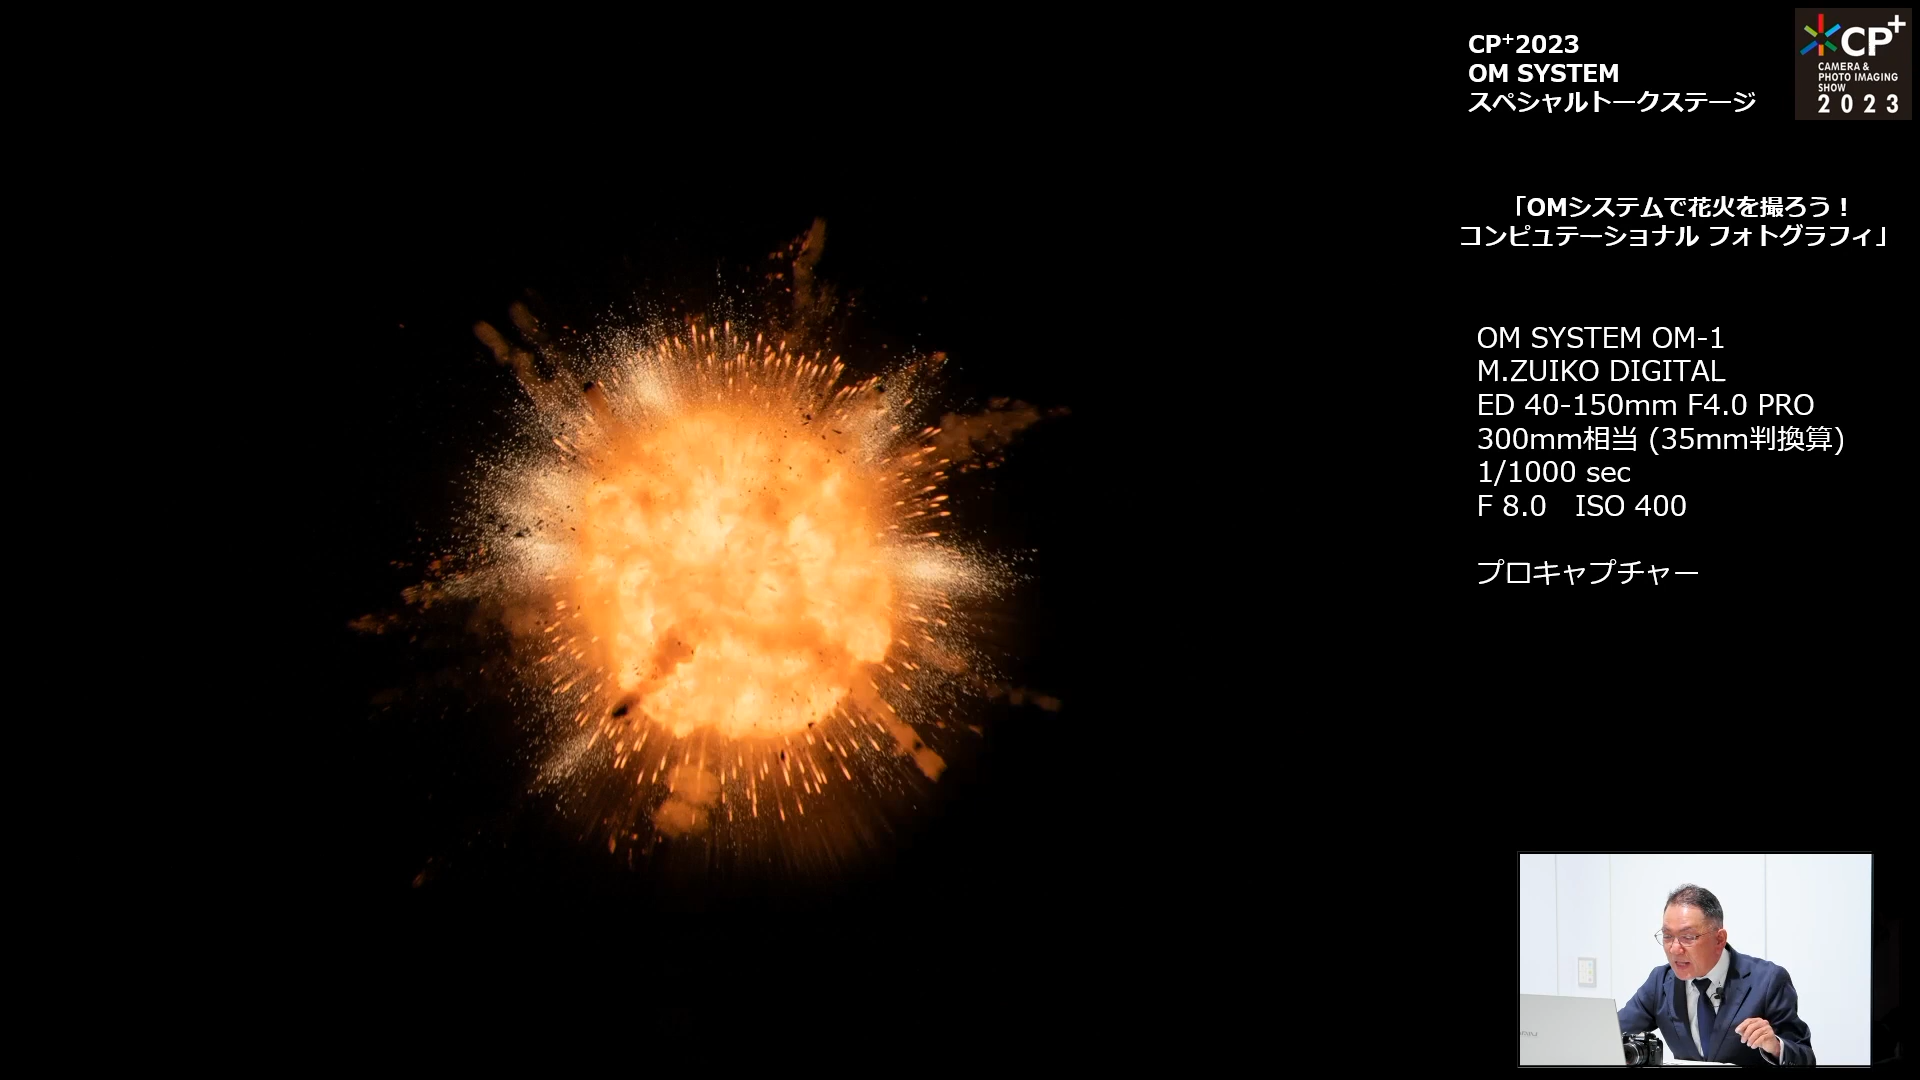 CP+2023
OM SYSTEM
スペシャルトークステージ
CP+
CAMERA &
PHOTO IMAGING
SHOW
2023
「OMシステムで花火を撮ろう！
コンピュテーショナル フォトグラフィ」
OM SYSTEM OM-1
M.ZUIKO DIGITAL
ED 40-150mm F4.0 PRO
300mm相当 (35mm判換算)
1/1000 sec
F 8.0　ISO 400
プロキャプチャー